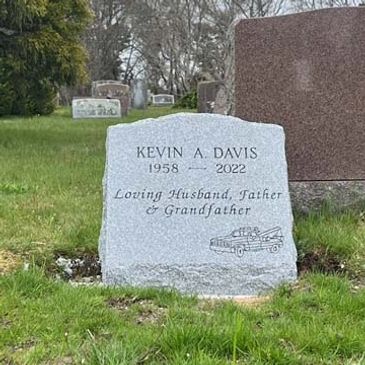 KEVIN A. DAVIS
1958 — 2022
Loving Husband, Father
& Grandfather